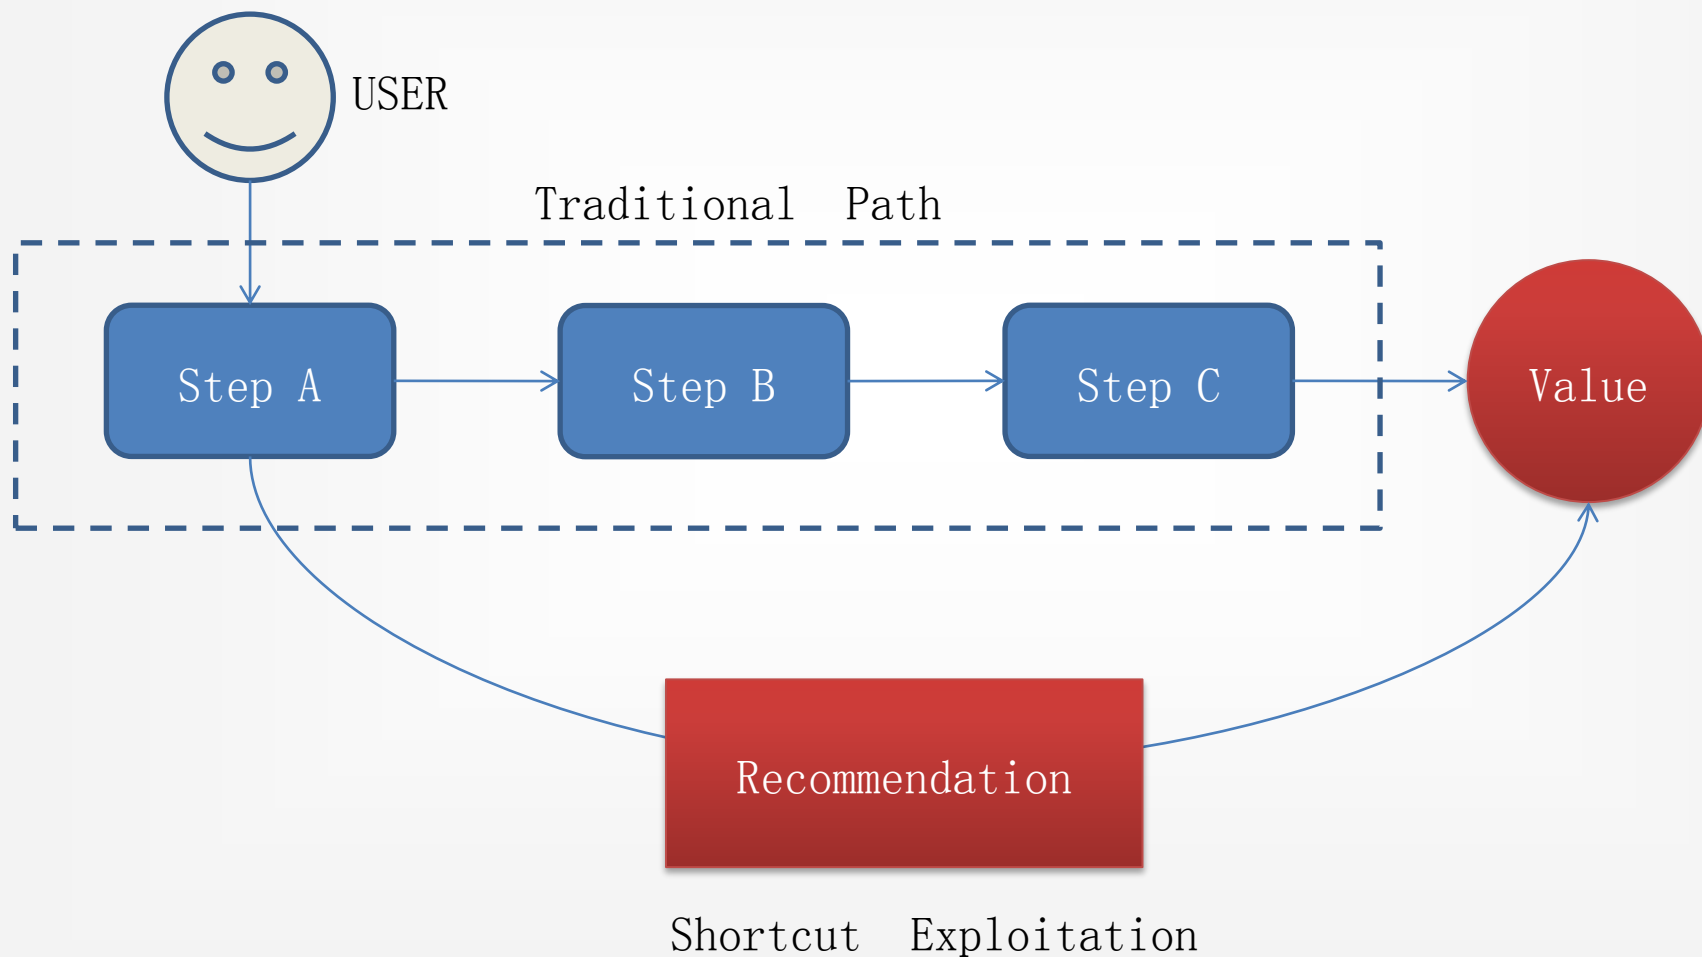 USER
Traditional Path
Step A
Step B
Step C
Value
Recommendation
Shortcut Exploitation